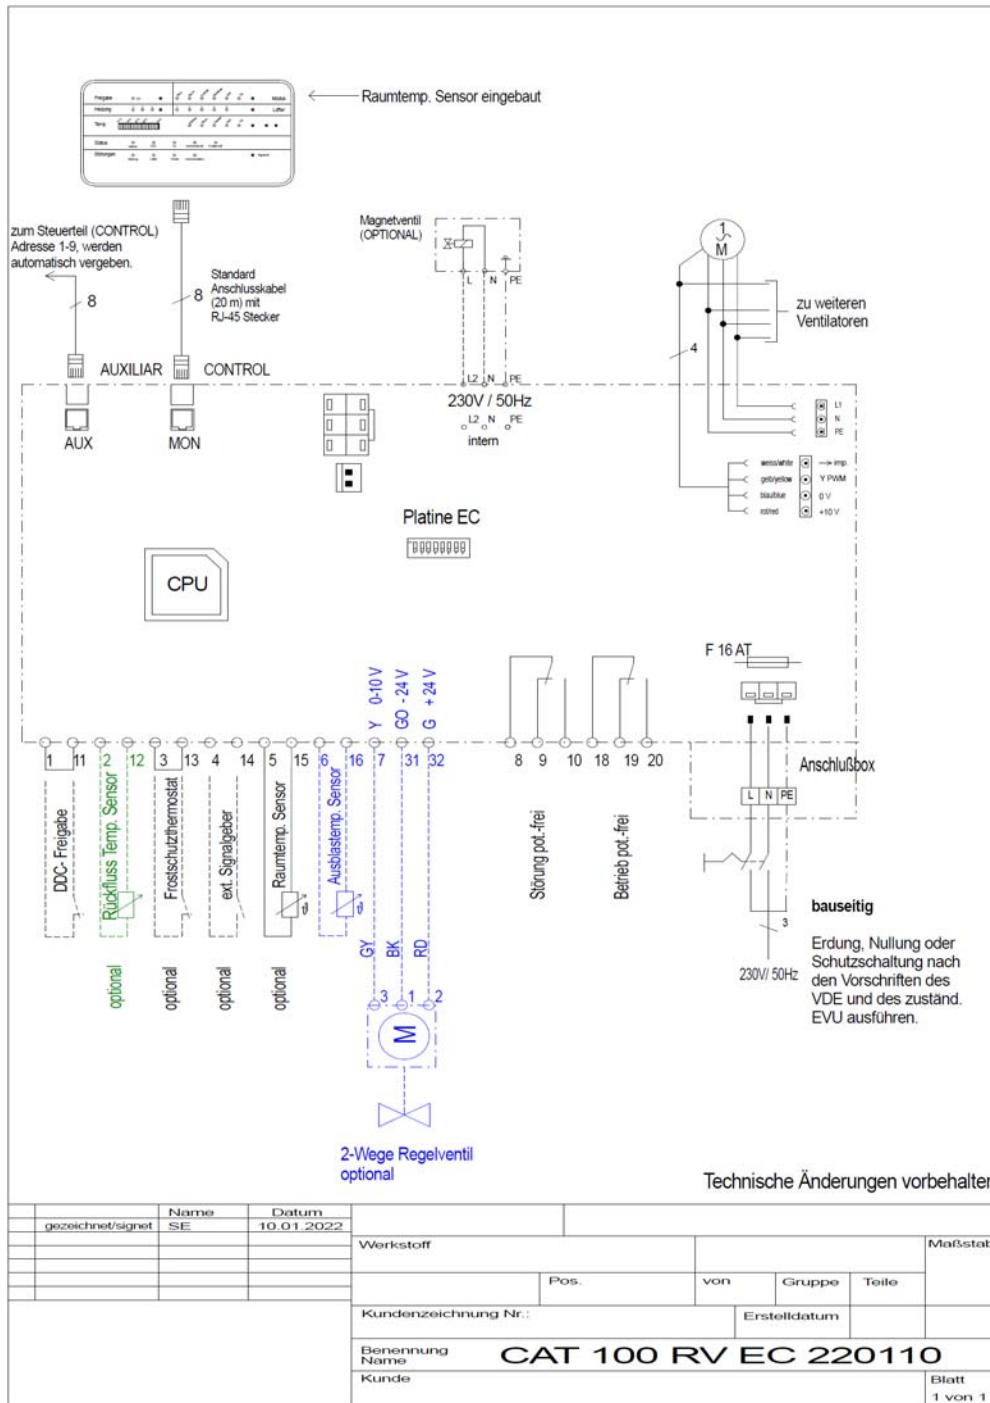 Freigabe
Modus
Heizung
Lüfter
Temp.
Status
Störungen
Raumtemp. Sensor eingebaut
zum Steuerteil (CONTROL)
Adresse 1-9, werden
automatisch vergeben.
8
8
Standard
Anschlusskabel
(20 m) mit
RJ-45 Stecker
Magnetventil
(OPTIONAL)
L N PE
1
M
zu weiteren
Ventilatoren
4
AUXILIAR
CONTROL
AUX
MON
L2 N PE
230V / 50Hz
L2 N PE
intern
L1
N
PE
weiss/white
imp.
gelb/yellow
Y PWM
blau/blue
0 V
rot/red
+10 V
Platine EC
CPU
F 16 AT
Y 0-10 V
GO - 24 V
G + 24 V
1 11 2 12 3 13 4 14 5 15 6 16 7 31 32 8 9 10 18 19 20
Anschlußbox
L N PE
DDC- Freigabe
Rückfluss Temp. Sensor
Frostschutzthermostat
ext. Signalgeber
Raumtemp. Sensor
Ausblastemp. Sensor
Störung pot.-frei
Betrieb pot.-frei
optional
optional
optional
optional
GY
BK
RD
3 1 2
M
2-Wege Regelventil
optional
3
230V/ 50Hz
bauseitig
Erdung, Nullung oder
Schutzschaltung nach
den Vorschriften des
VDE und des zuständ.
EVU ausführen.
Technische Änderungen vorbehalten
Name Datum
gezeichnet/signet SE 10.01.2022
Werkstoff
Maßstab
Pos. von Gruppe Teile
Kundenzeichnung Nr.:
Erstelldatum
Benennung
Name
CAT 100 RV EC 220110
Kunde
Blatt
1 von 1